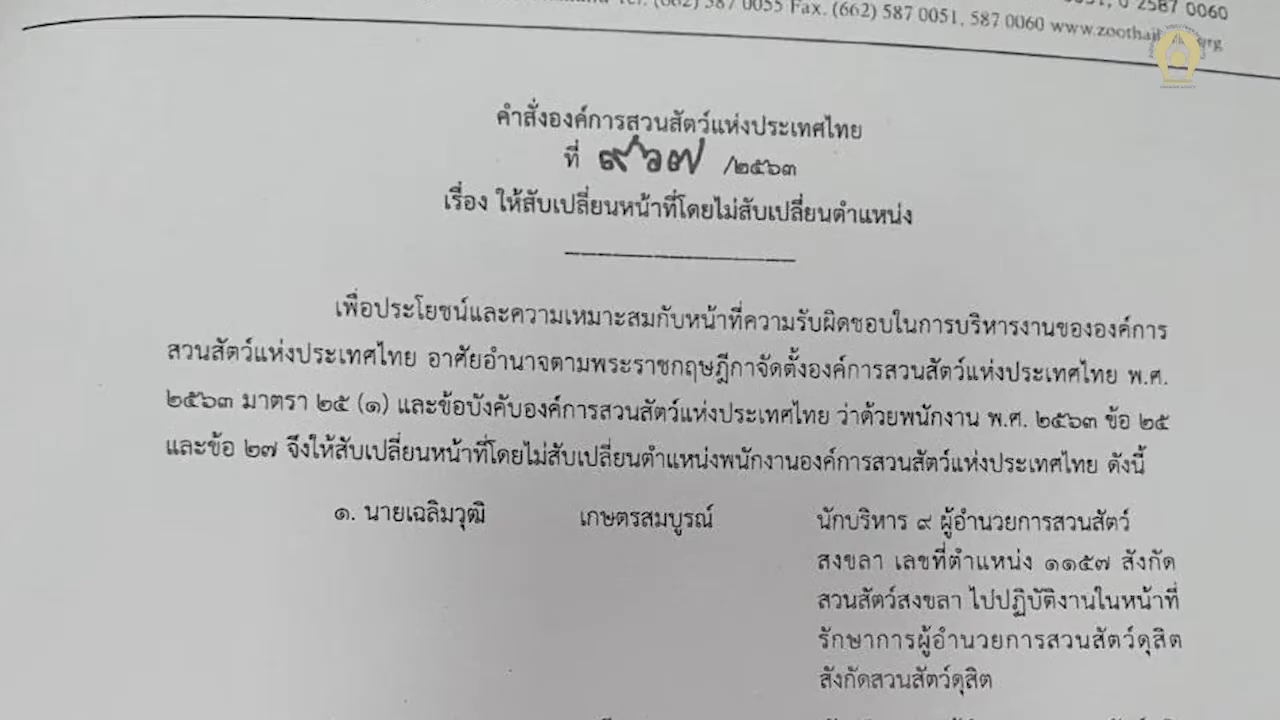 587 0055 Fax. (662) 587 0051, 587 0060 www.zoothai
0 2587 0060
คำสั่งองค์การสวนสัตว์แห่งประเทศไทย
ที่ ๙๖๗ /๒๕๖๓
เรื่อง ให้สับเปลี่ยนหน้าที่โดยไม่สับเปลี่ยนตำแหน่ง
เพื่อประโยชน์และความเหมาะสมกับหน้าที่ความรับผิดชอบในการบริหารงานขององค์การ
สวนสัตว์แห่งประเทศไทย อาศัยอำนาจตามพระราชกฤษฎีกาจัดตั้งองค์การสวนสัตว์แห่งประเทศไทย พ.ศ.
๒๕๖๓ มาตรา ๒๕ (๑) และข้อบังคับองค์การสวนสัตว์แห่งประเทศไทย ว่าด้วยพนักงาน พ.ศ. ๒๕๖๓ ข้อ ๒๕
และข้อ ๒๗ จึงให้สับเปลี่ยนหน้าที่โดยไม่สับเปลี่ยนตำแหน่งพนักงานองค์การสวนสัตว์แห่งประเทศไทย ดังนี้
๑. นายเฉลิมวุฒิ เกษตรสมบูรณ์ นักบริหาร ๙ ผู้อำนวยการสวนสัตว์
สงขลา เลขที่ตำแหน่ง ๑๑๕๗ สังกัด
สวนสัตว์สงขลา ไปปฏิบัติงานในหน้าที่
รักษาการผู้อำนวยการสวนสัตว์ดุสิต
สังกัดสวนสัตว์ดุสิต